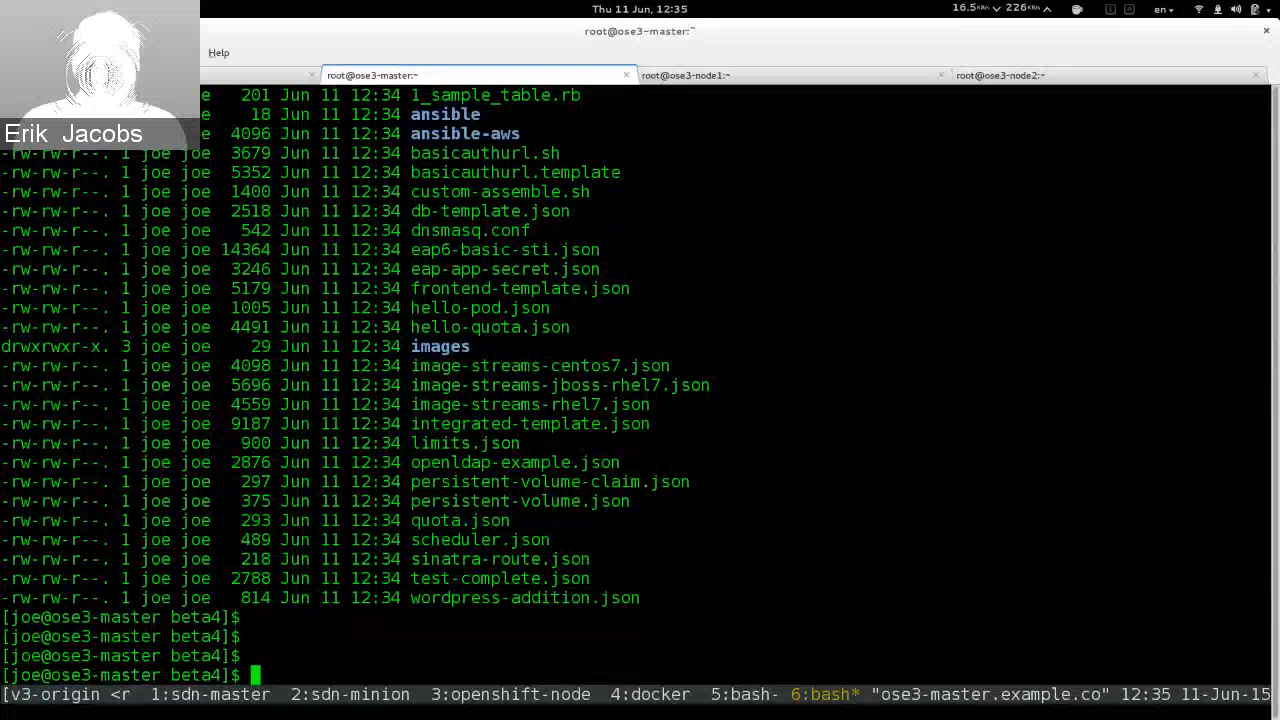 Thu 11 Jun, 12:35
16.5KB/s 226KB/s
en
root@ose3-master:~
Help
root@ose3-master:~
root@ose3-node1:~
root@ose3-node2:~
Erik Jacobs
e 201 Jun 11 12:34 1_sample_table.rb
e 18 Jun 11 12:34 ansible
e 4096 Jun 11 12:34 ansible-aws
-rw-rw-r--. 1 joe joe 3679 Jun 11 12:34 basicauthurl.sh
-rw-rw-r--. 1 joe joe 5352 Jun 11 12:34 basicauthurl.template
-rw-rw-r--. 1 joe joe 1400 Jun 11 12:34 custom-assemble.sh
-rw-rw-r--. 1 joe joe 2518 Jun 11 12:34 db-template.json
-rw-rw-r--. 1 joe joe 542 Jun 11 12:34 dnsmasq.conf
-rw-rw-r--. 1 joe joe 14364 Jun 11 12:34 eap6-basic-sti.json
-rw-rw-r--. 1 joe joe 3246 Jun 11 12:34 eap-app-secret.json
-rw-rw-r--. 1 joe joe 5179 Jun 11 12:34 frontend-template.json
-rw-rw-r--. 1 joe joe 1005 Jun 11 12:34 hello-pod.json
-rw-rw-r--. 1 joe joe 4491 Jun 11 12:34 hello-quota.json
drwxrwxr-x. 3 joe joe 29 Jun 11 12:34 images
-rw-rw-r--. 1 joe joe 4098 Jun 11 12:34 image-streams-centos7.json
-rw-rw-r--. 1 joe joe 5696 Jun 11 12:34 image-streams-jboss-rhel7.json
-rw-rw-r--. 1 joe joe 4559 Jun 11 12:34 image-streams-rhel7.json
-rw-rw-r--. 1 joe joe 9187 Jun 11 12:34 integrated-template.json
-rw-rw-r--. 1 joe joe 900 Jun 11 12:34 limits.json
-rw-rw-r--. 1 joe joe 2876 Jun 11 12:34 openldap-example.json
-rw-rw-r--. 1 joe joe 297 Jun 11 12:34 persistent-volume-claim.json
-rw-rw-r--. 1 joe joe 375 Jun 11 12:34 persistent-volume.json
-rw-rw-r--. 1 joe joe 293 Jun 11 12:34 quota.json
-rw-rw-r--. 1 joe joe 489 Jun 11 12:34 scheduler.json
-rw-rw-r--. 1 joe joe 218 Jun 11 12:34 sinatra-route.json
-rw-rw-r--. 1 joe joe 2788 Jun 11 12:34 test-complete.json
-rw-rw-r--. 1 joe joe 814 Jun 11 12:34 wordpress-addition.json
[joe@ose3-master beta4]$
[joe@ose3-master beta4]$
[joe@ose3-master beta4]$
[joe@ose3-master beta4]$
[v3-origin <r 1:sdn-master 2:sdn-minion 3:openshift-node 4:docker 5:bash- 6:bash* "ose3-master.example.co" 12:35 11-Jun-15